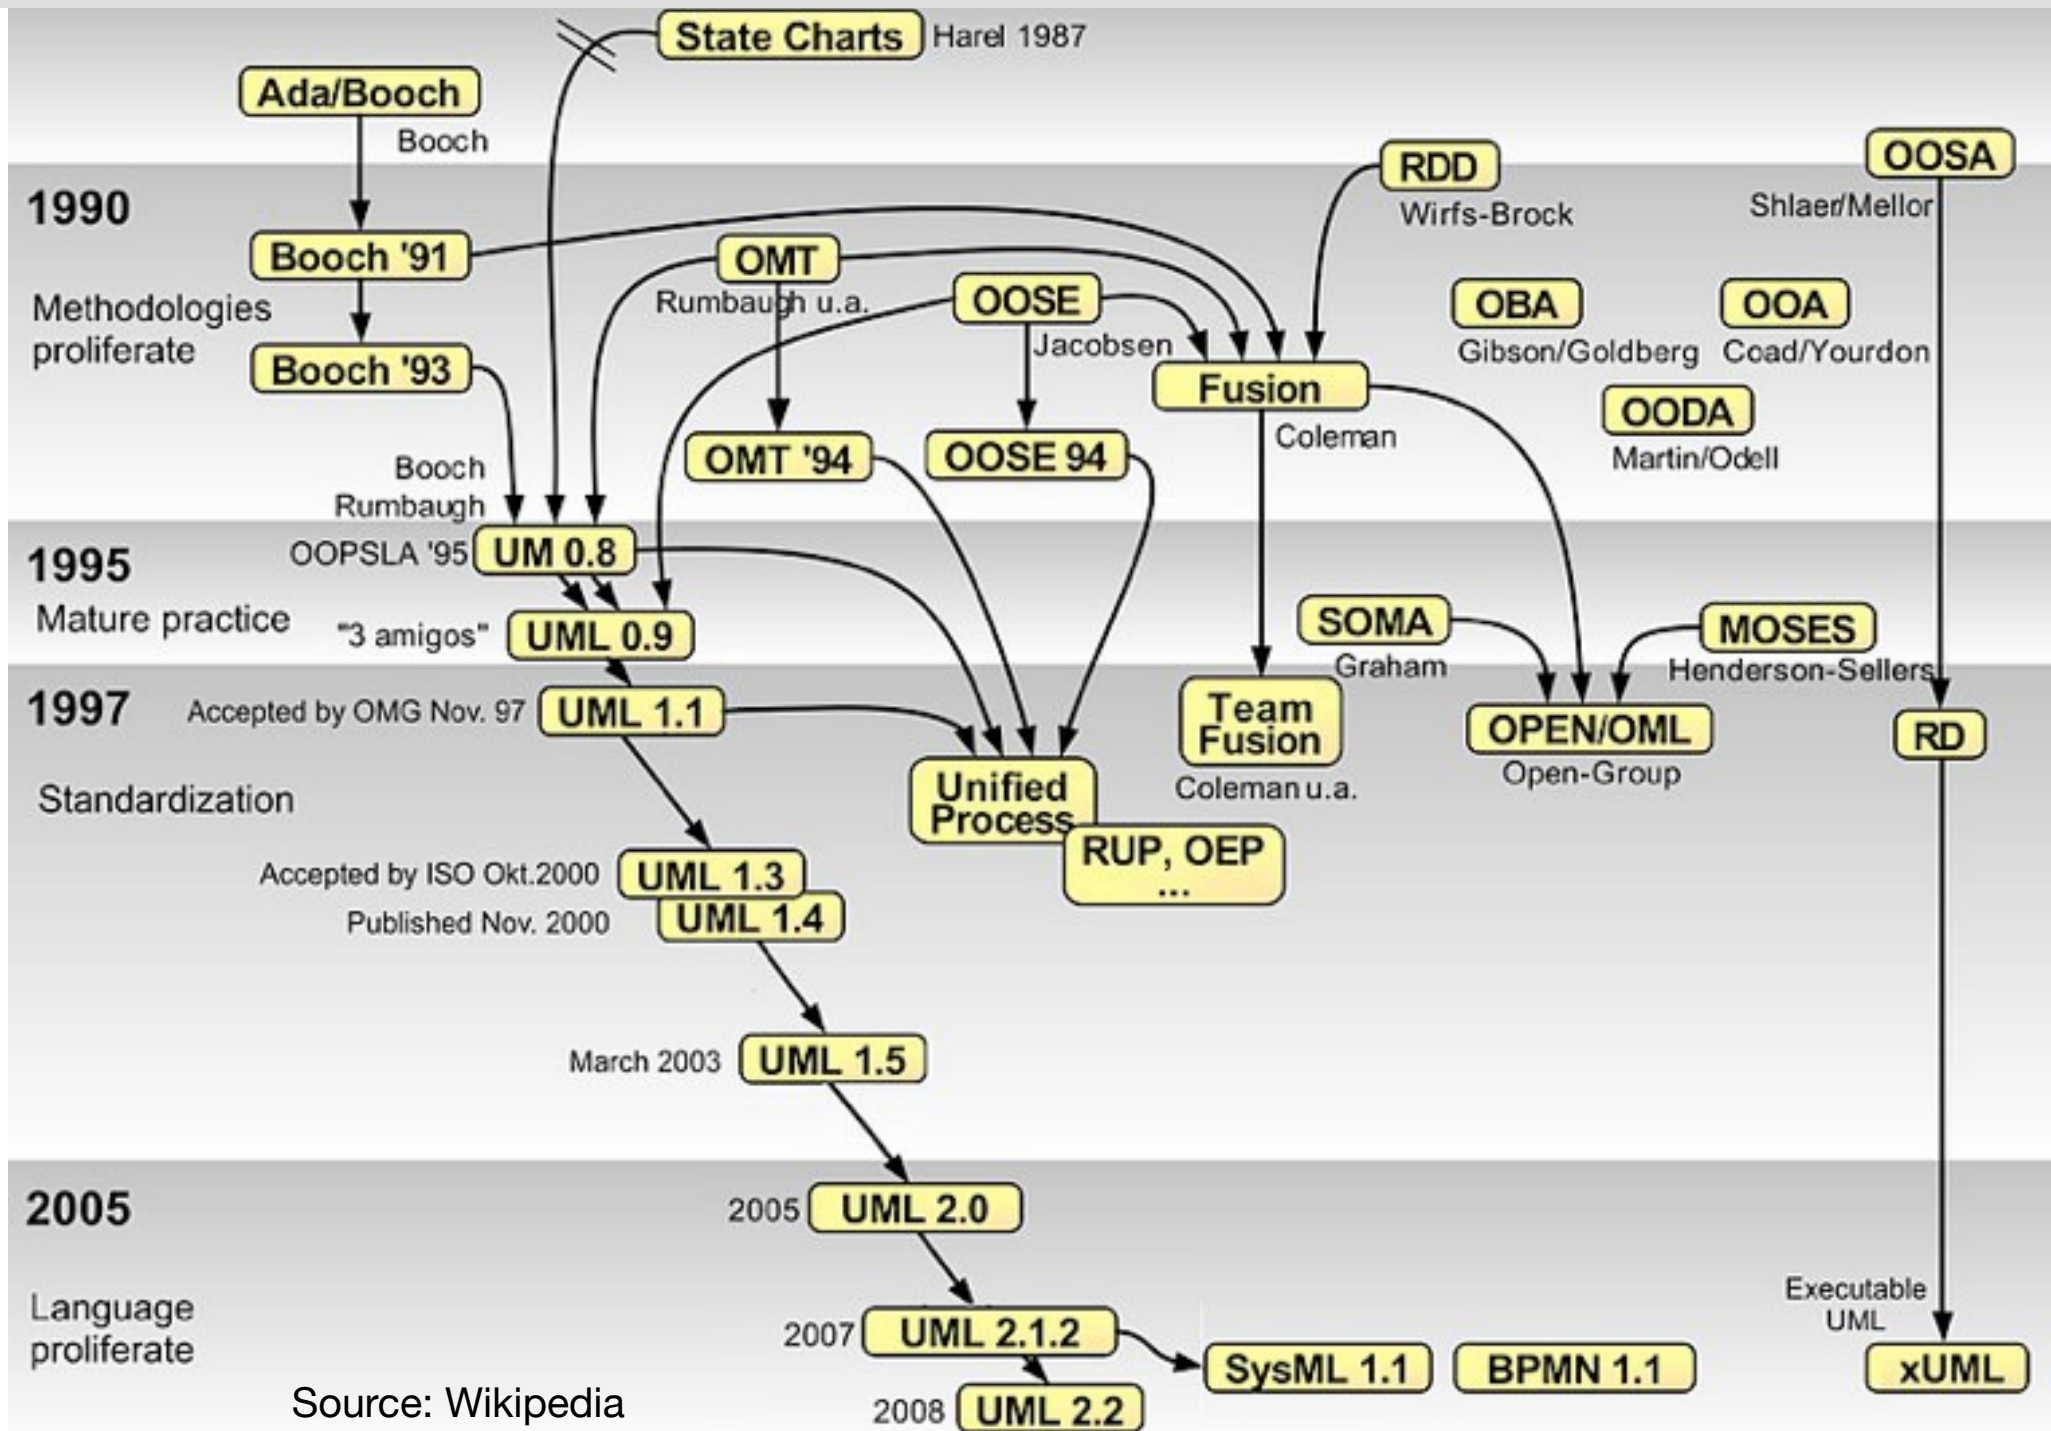 State Charts
Harel 1987
Ada/Booch
Booch
OOSA
RDD
1990
Wirfs-Brock
Shlaer/Mellor
Booch '91
OMT
Rumbaugh u.a.
OOSE
OBA
OOA
Methodologies
proliferate
Jacobsen
Gibson/Goldberg
Coad/Yourdon
Booch '93
Fusion
Coleman
OODA
Martin/Odell
OMT '94
OOSE 94
Booch
Rumbaugh
1995
OOPSLA '95
UM 0.8
Mature practice
"3 amigos"
UML 0.9
SOMA
Graham
MOSES
Henderson-Sellers
1997
Accepted by OMG Nov. 97
UML 1.1
Team
Fusion
Coleman u.a.
OPEN/OML
Open-Group
RD
Standardization
Unified
Process
RUP, OEP
...
Accepted by ISO Okt.2000
UML 1.3
Published Nov. 2000
UML 1.4
March 2003
UML 1.5
2005
2005
UML 2.0
Language
proliferate
Executable
UML
2007
UML 2.1.2
SysML 1.1
BPMN 1.1
xUML
Source: Wikipedia
2008
UML 2.2